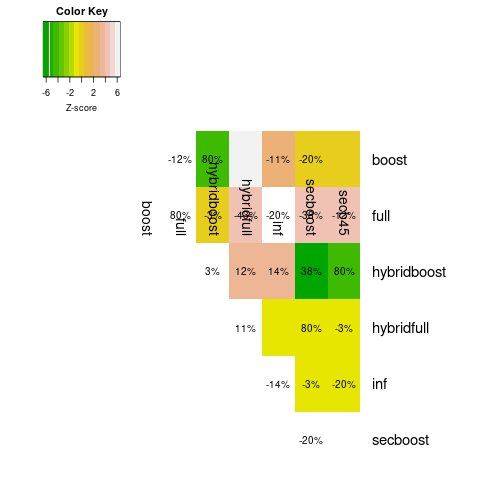 Color Key
-6 -2 2 6
Z-score
-12% 80% -11% -20% boost
80% -20% full
boost full hybridboost hybridfull inf secboost secb45
3% 12% 14% 38% 80% hybridboost
11% 80% -3% hybridfull
-14% -3% -20% inf
-20% secboost